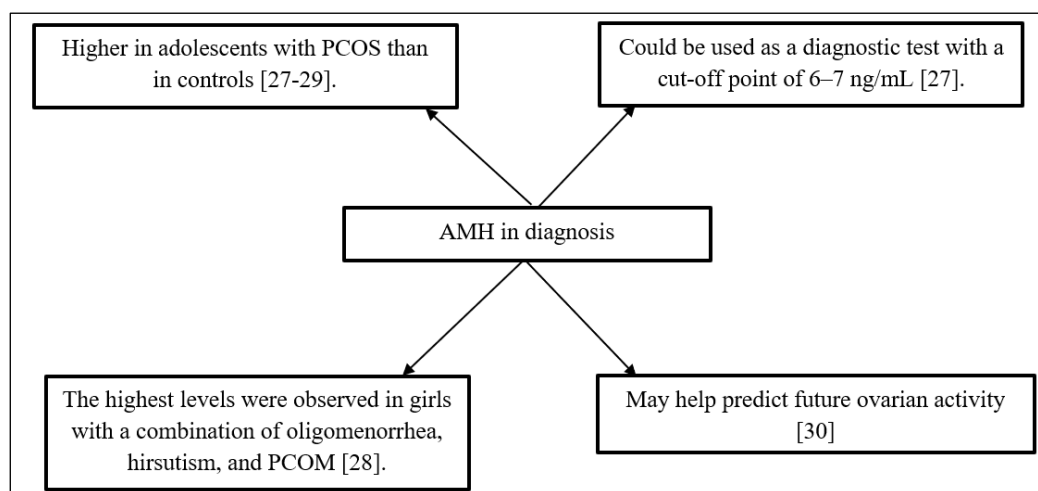 Higher in adolescents with PCOS than
in controls [27-29].
Could be used as a diagnostic test with a
cut-off point of 6–7 ng/mL [27].
AMH in diagnosis
The highest levels were observed in girls
with a combination of oligomenorrhea,
hirsutism, and PCOM [28].
May help predict future ovarian activity
[30]